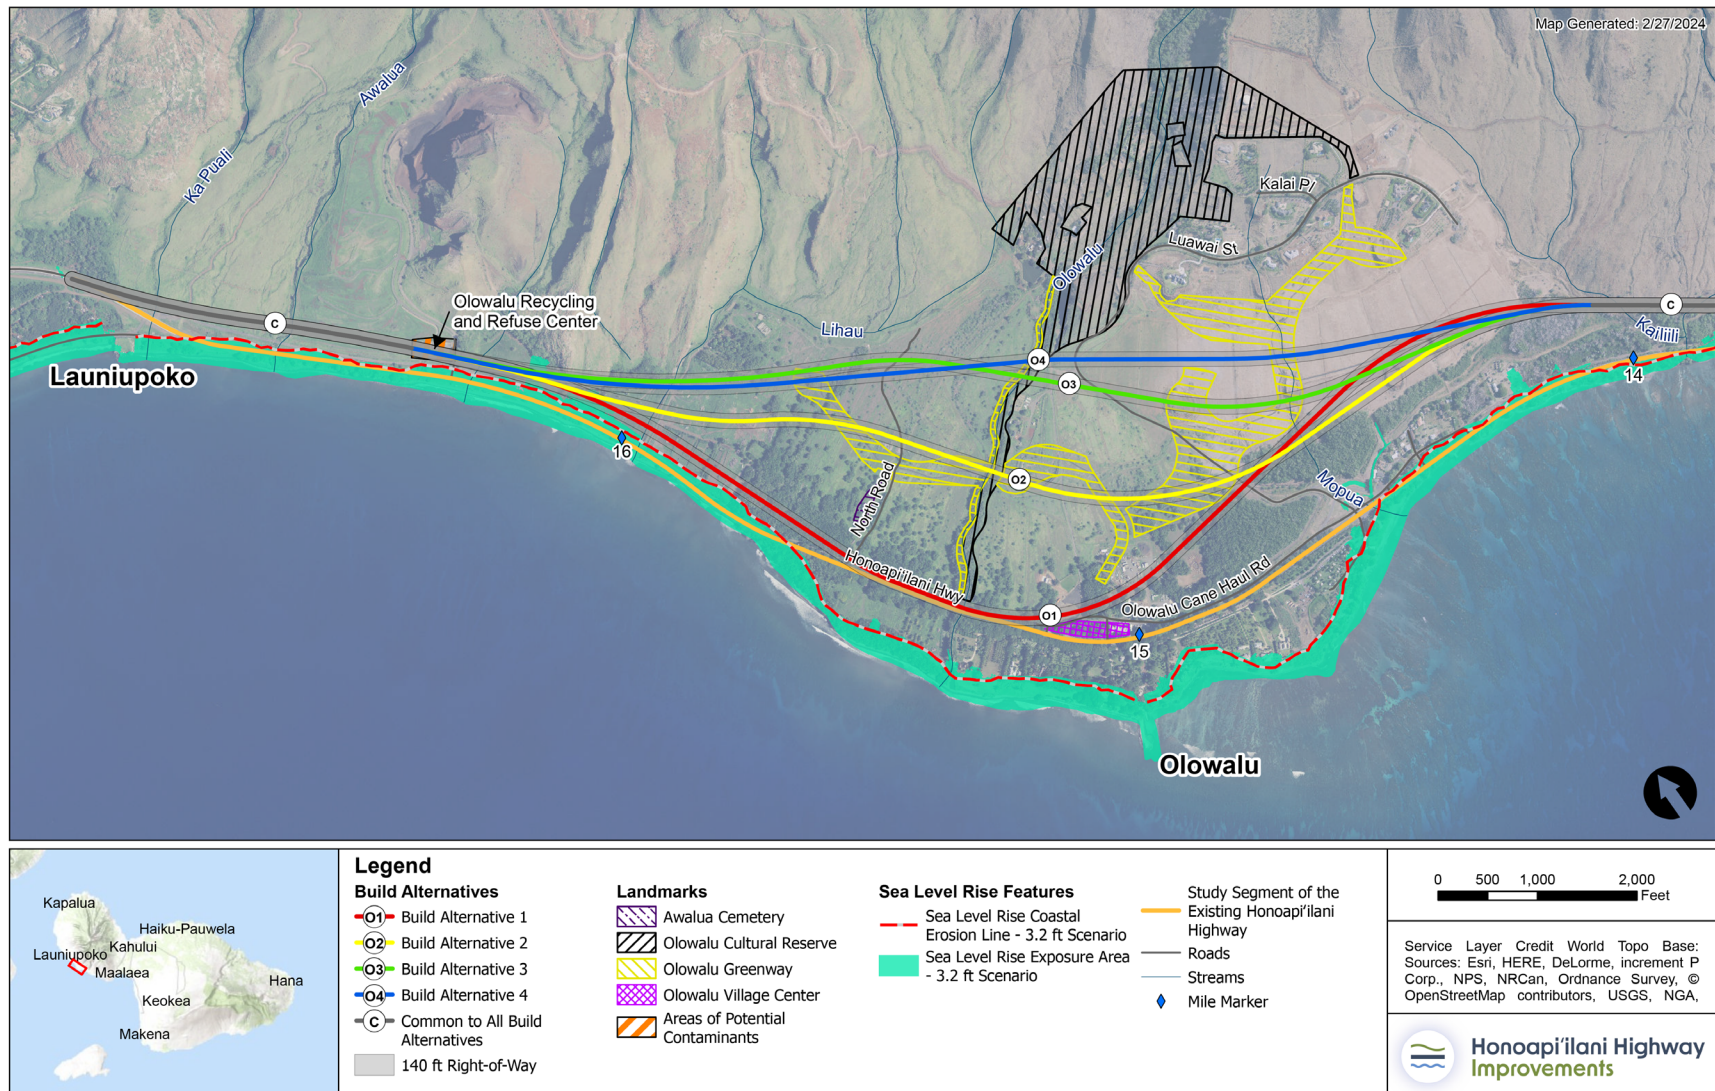 Map Generated: 2/27/2024
Awalua
Ka Puali
Kalai Pl
Luawai St
Olowalu
Olowalu Recycling
and Refuse Center
C
C
Lihau
Kailiili
Launiupoko
O4
O3
14
16
O2
North Road
Mopua
Honoapi'ilani Hwy
O1
Olowalu Cane Haul Rd
15
Olowalu
Kapalua
Haiku-Pauwela
Kahului
Launiupoko
Maalaea
Hana
Keokea
Makena
Legend
Build Alternatives
O1 Build Alternative 1
O2 Build Alternative 2
O3 Build Alternative 3
O4 Build Alternative 4
C Common to All Build
Alternatives
140 ft Right-of-Way
Landmarks
Awalua Cemetery
Olowalu Cultural Reserve
Olowalu Greenway
Olowalu Village Center
Areas of Potential
Contaminants
Sea Level Rise Features
Sea Level Rise Coastal
Erosion Line - 3.2 ft Scenario
Sea Level Rise Exposure Area
- 3.2 ft Scenario
Study Segment of the
Existing Honoapi'ilani
Highway
Roads
Streams
Mile Marker
0 500 1,000 2,000
Feet
Service Layer Credit World Topo Base:
Sources: Esri, HERE, DeLorme, increment P
Corp., NPS, NRCan, Ordnance Survey, ©
OpenStreetMap contributors, USGS, NGA,
Honoapi'ilani Highway
Improvements